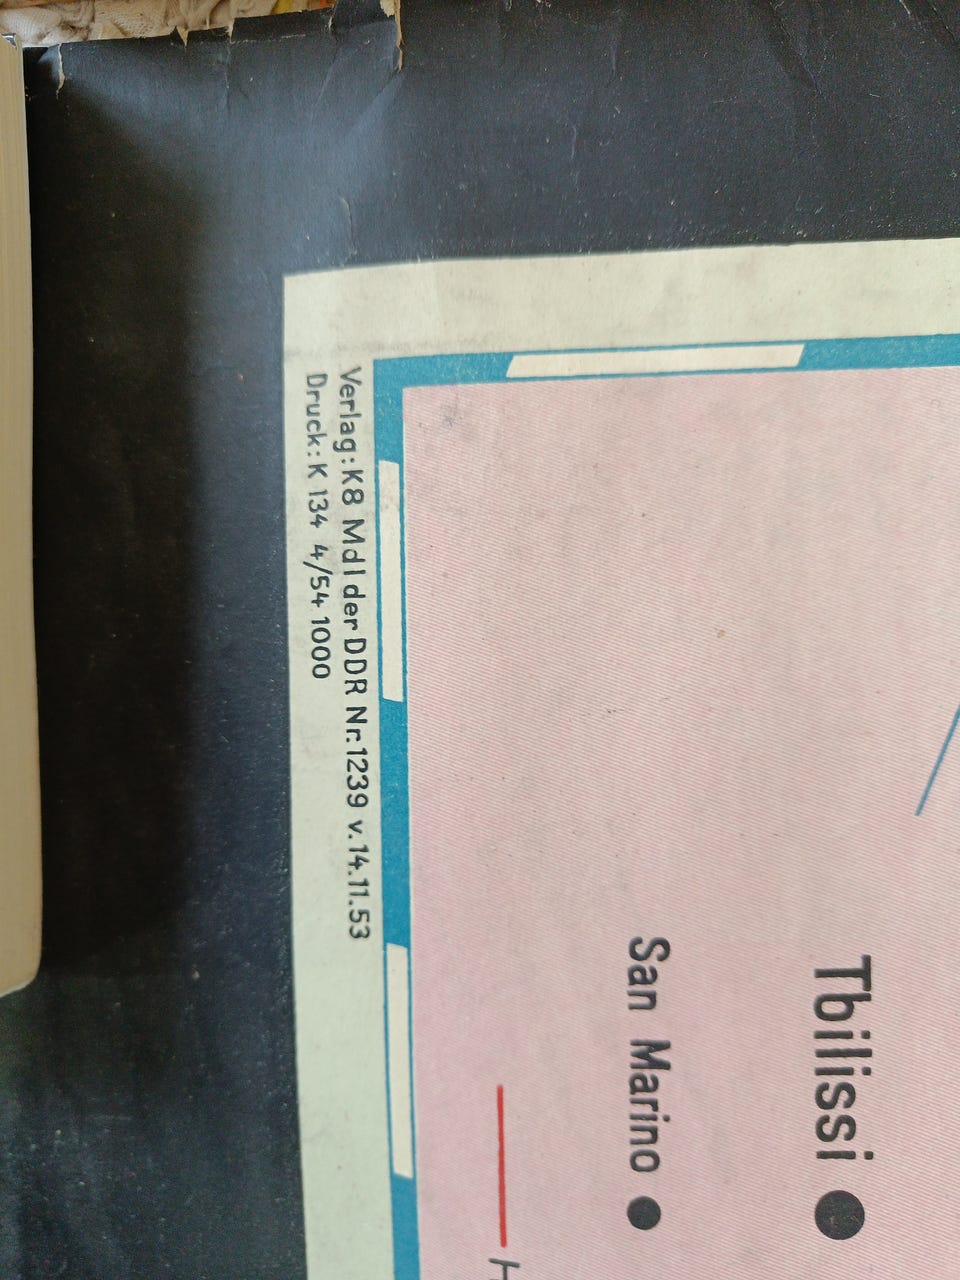 Tbilissi
San Marino
Verlag: K8 MdI der DDR Nr. 1239 v. 14.11.53
Druck: K 134 4/54 1000